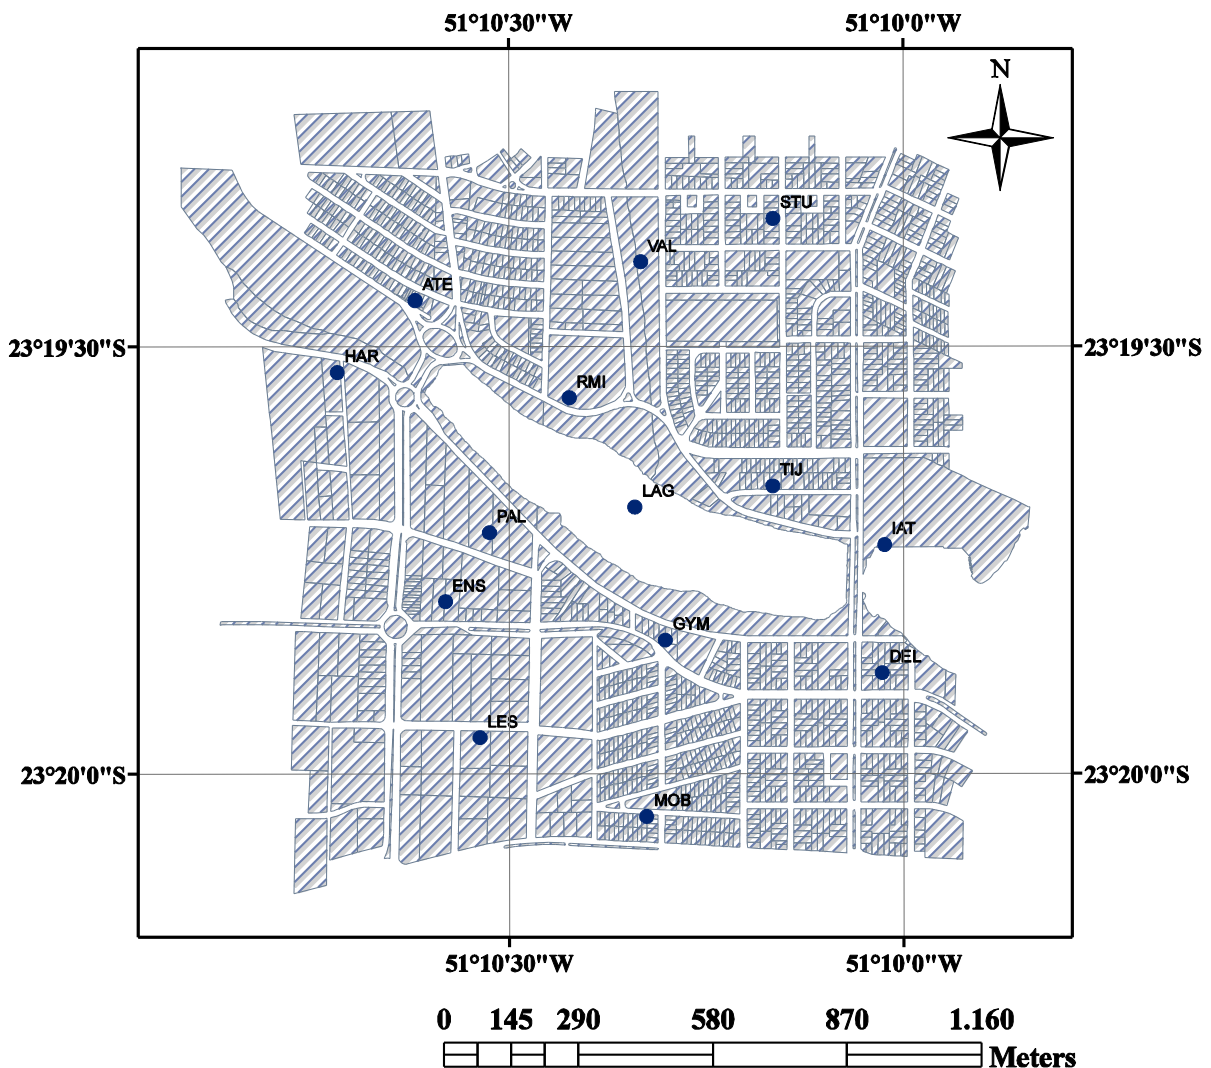 51°10'30"W 51°10'0"W
N
STU
VAL
ATE
23°19'30"S 23°19'30"S
HAR
RMI
TIJ
LAG
PAL
IAT
ENS
GYM
DEL
LES
23°20'0"S 23°20'0"S
MOB
51°10'30"W 51°10'0"W
0 145 290 580 870 1.160
Meters